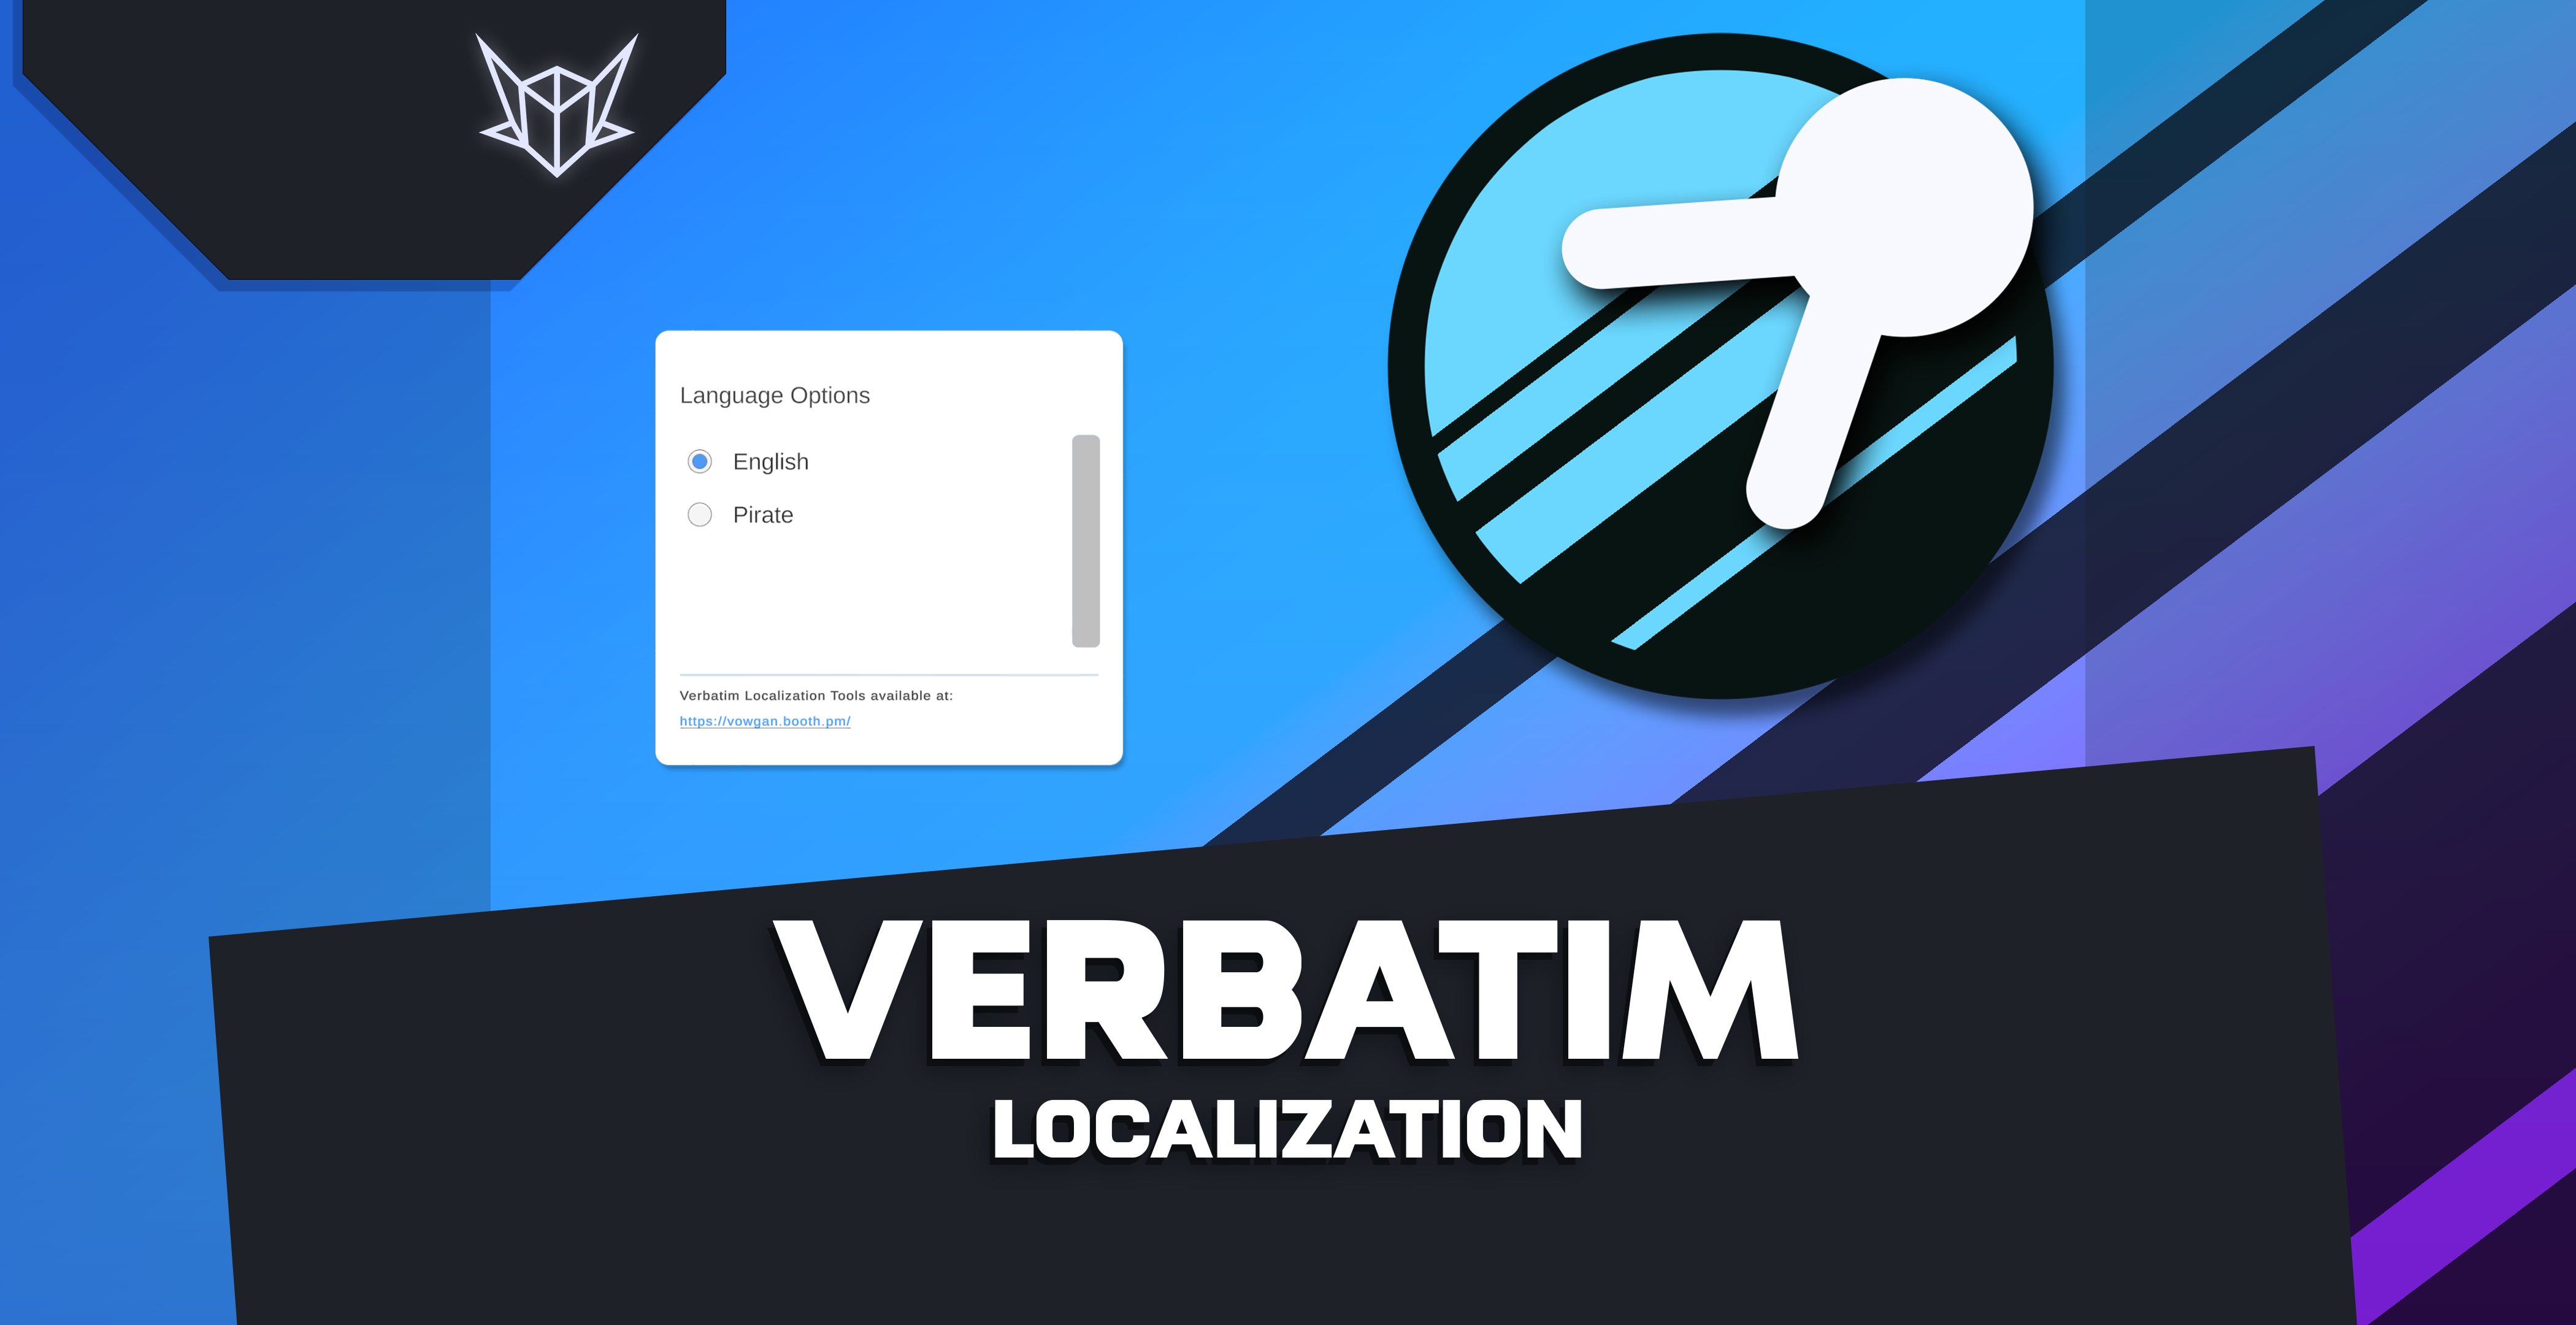 Language Options
English
Pirate
Verbatim Localization Tools available at:
https://vowgan.booth.pm/
VERBATIM
LOCALIZATION